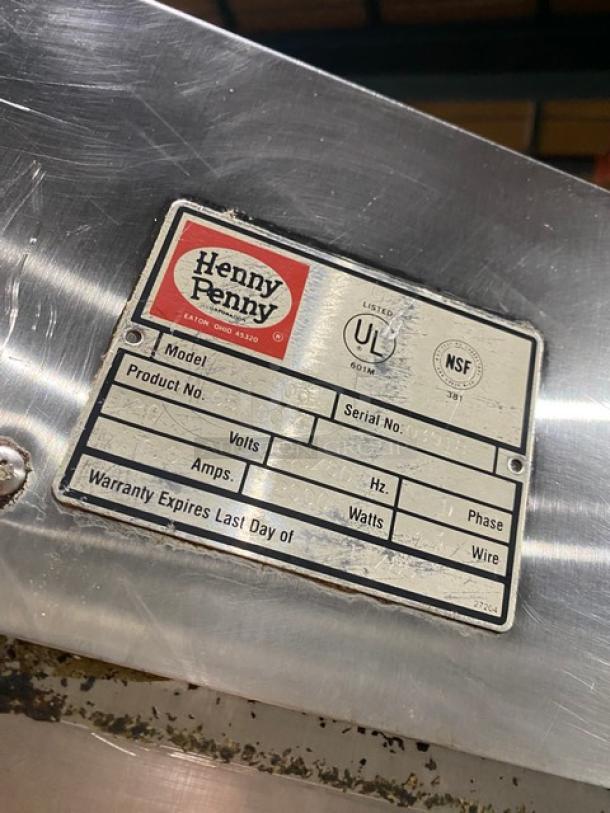 Henny
Penny
CORPORATION
EATON OHIO 45320
®
LISTED
UL
®
601M
NSF
381
Model
Product No.
Serial No.
Volts
Hz.
Phase
Amps.
Watts
Wire
Warranty Expires Last Day of
27204